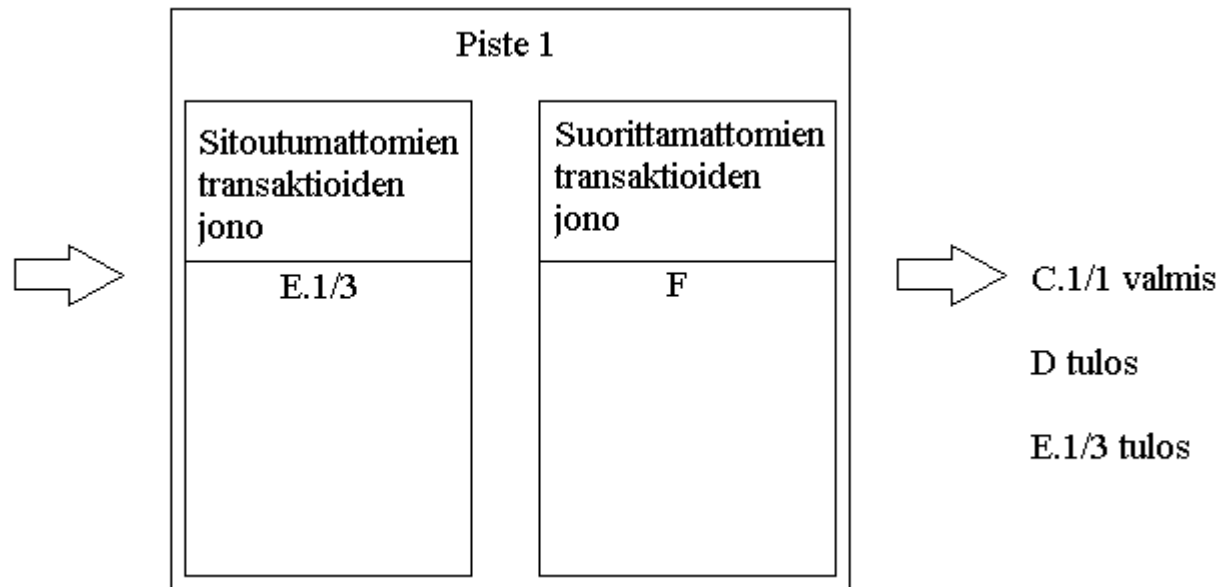 Piste 1
Sitoutumattomien
transaktioiden
jono
E.1/3
Suorittamattomien
transaktioiden
jono
F
C.1/1 valmis
D tulos
E.1/3 tulos